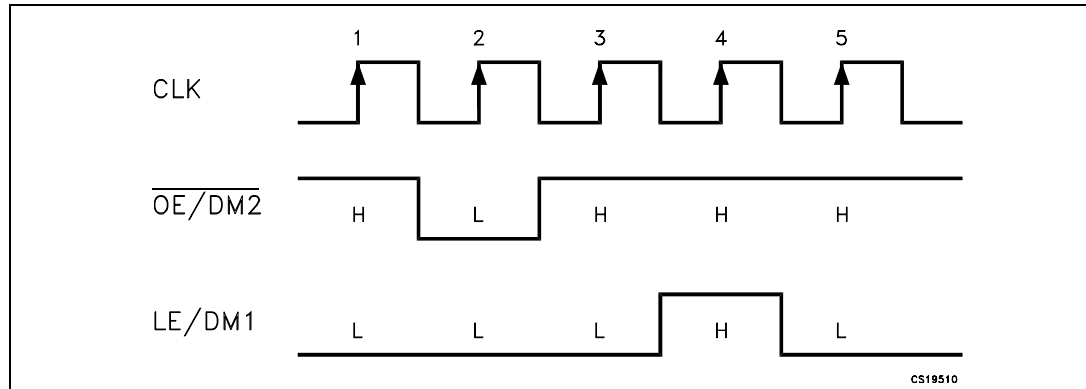 1 2 3 4 5
CLK
OE/DM2
H L H H H
LE/DM1
L L L H L
CS19510